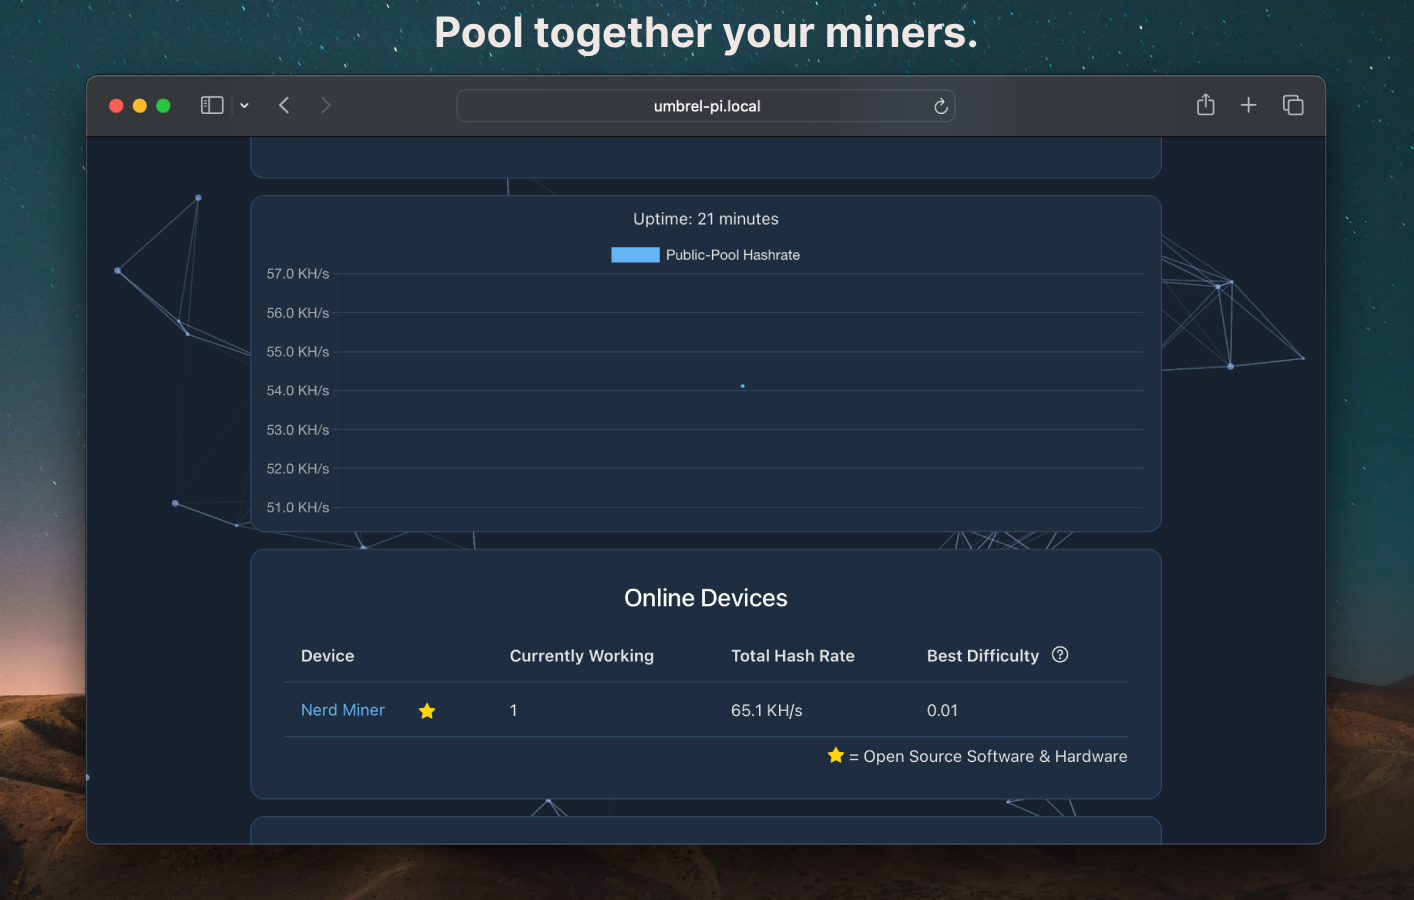 Pool together your miners.
umbrel-pi.local
Uptime: 21 minutes
Public-Pool Hashrate
57.0 KH/s
56.0 KH/s
55.0 KH/s
54.0 KH/s
53.0 KH/s
52.0 KH/s
51.0 KH/s
Online Devices
Device Currently Working Total Hash Rate Best Difficulty ?
Nerd Miner ⭐ 1 65.1 KH/s 0.01
⭐ = Open Source Software & Hardware